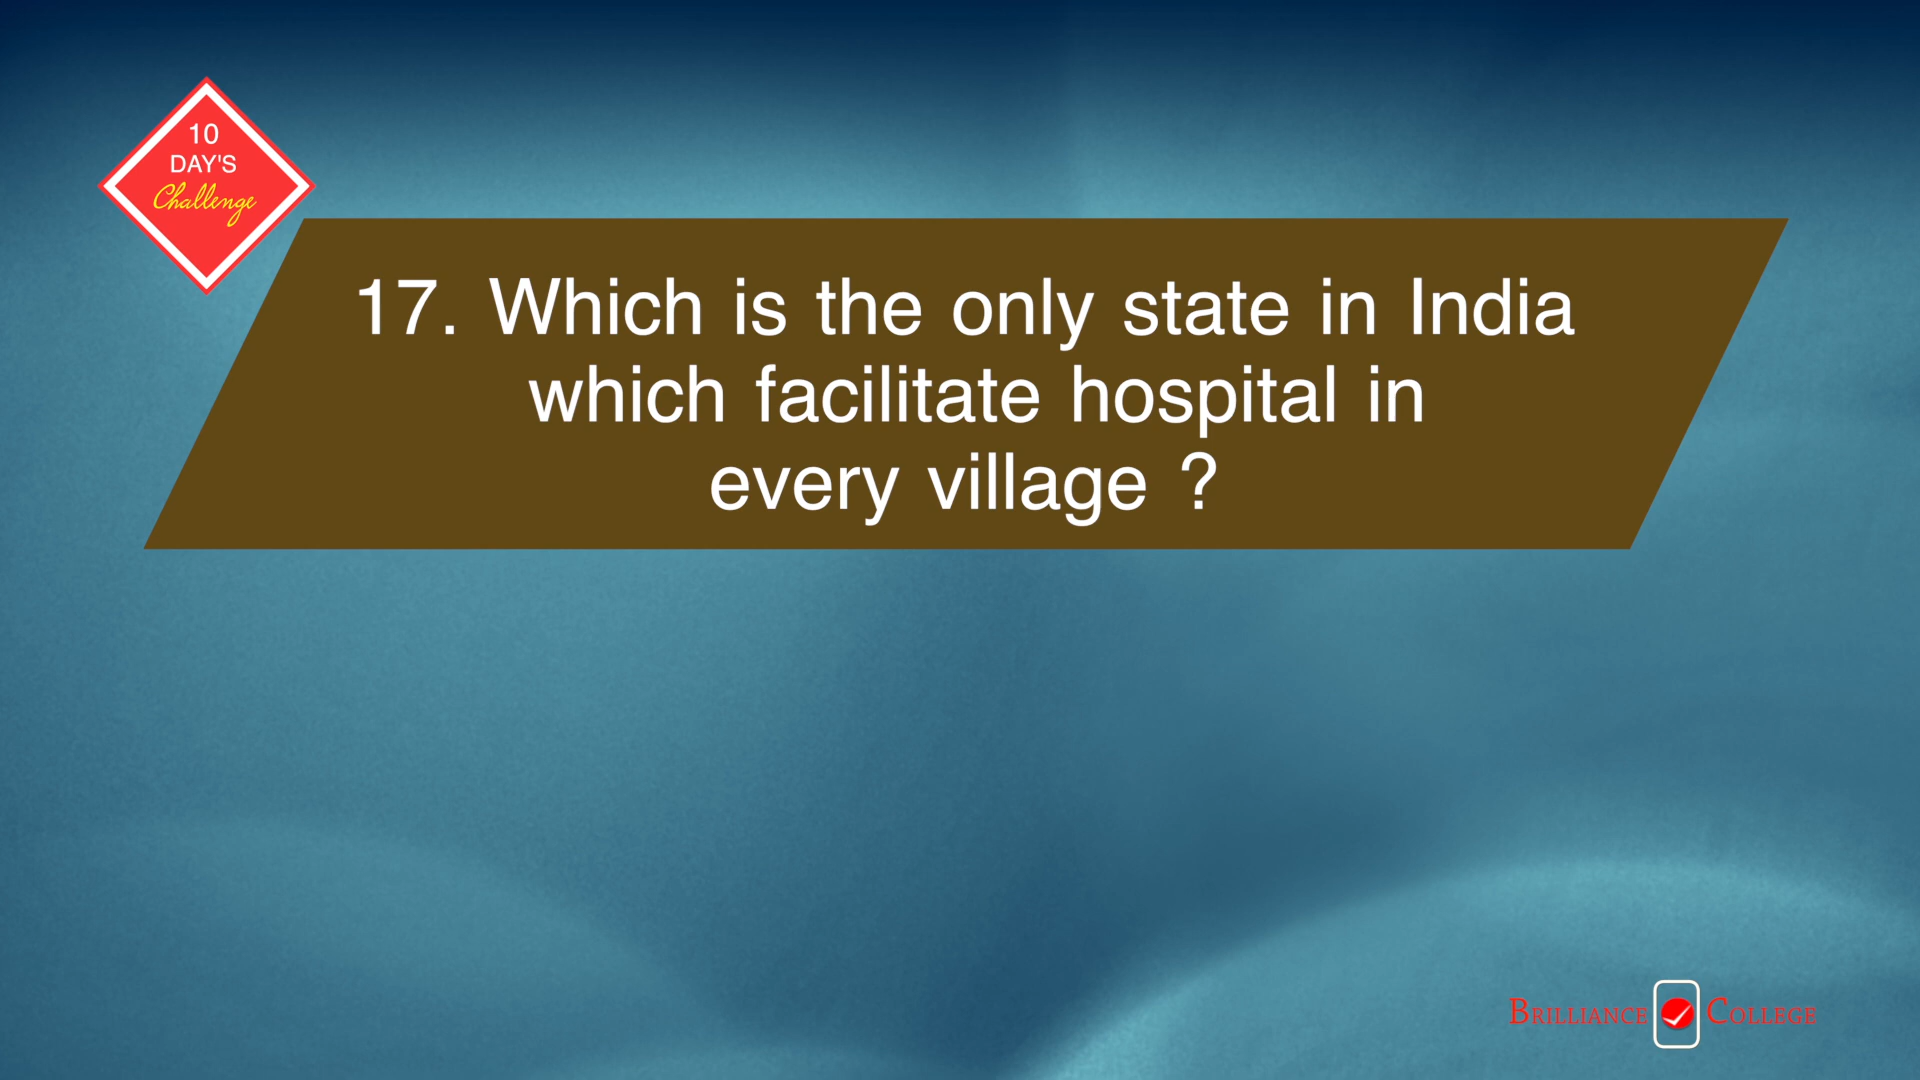 10
DAY'S
Challenge
17. Which is the only state in India
which facilitate hospital in
every village ?
BRILLIANCE COLLEGE